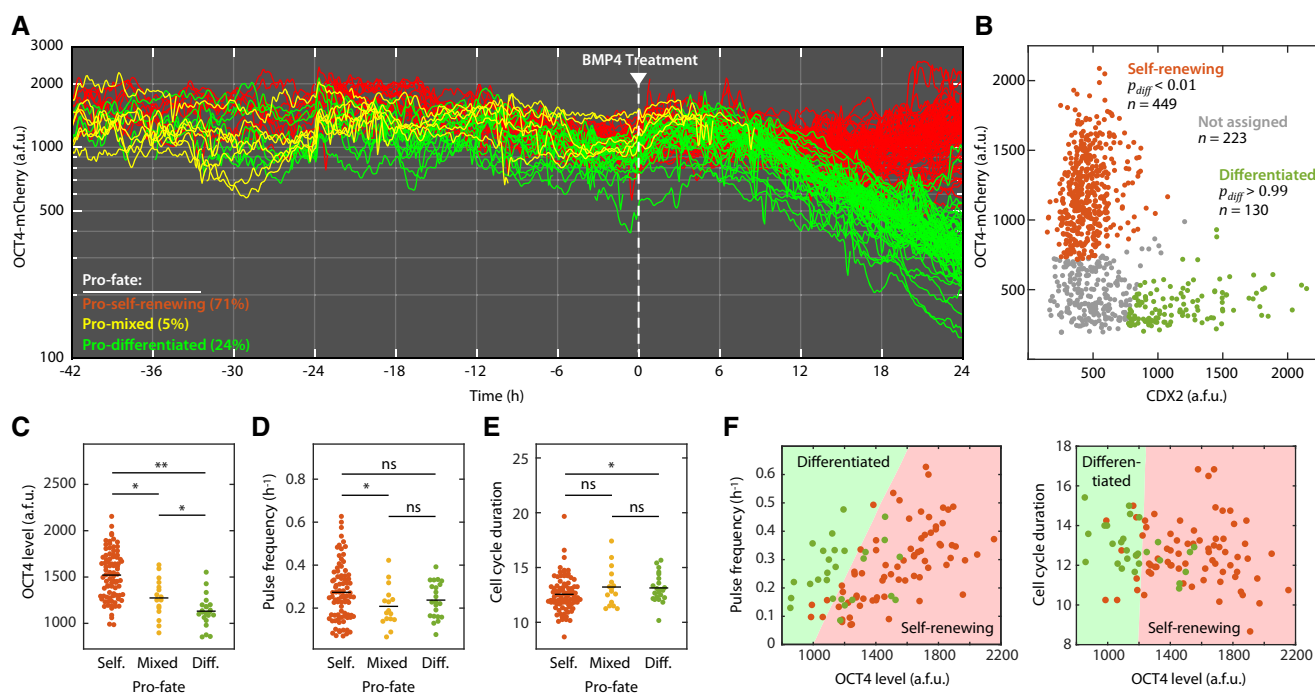 A
3000
2000
1000
500
100
OCT4-mCherry (a.f.u.)
BMP4 Treatment
Pro-fate:
Pro-self-renewing (71%)
Pro-mixed (5%)
Pro-differentiated (24%)
-42 -36 -30 -24 -18 -12 -6 0 6 12 18 24
Time (h)
B
2000
1500
1000
500
OCT4-mCherry (a.f.u.)
Self-renewing
pdiff < 0.01
n = 449
Not assigned
n = 223
Differentiated
pdiff > 0.99
n = 130
500 1000 1500 2000
CDX2 (a.f.u.)
C
2500
2000
1500
1000
OCT4 level (a.f.u.)
**
* *
Self. Mixed Diff.
Pro-fate
D
0.8
0.6
0.4
0.2
Pulse frequency (h-1)
ns
* ns
Self. Mixed Diff.
Pro-fate
E
25
20
15
10
Cell cycle duration
*
ns ns
Self. Mixed Diff.
Pro-fate
F
0.6
0.5
0.4
0.3
0.2
0.1
0
Pulse frequency (h-1)
Differentiated
Self-renewing
1000 1400 1800 2200
OCT4 level (a.f.u.)
18
16
14
12
10
8
Cell cycle duration
Differen-
tiated
Self-renewing
1000 1400 1800 2200
OCT4 level (a.f.u.)